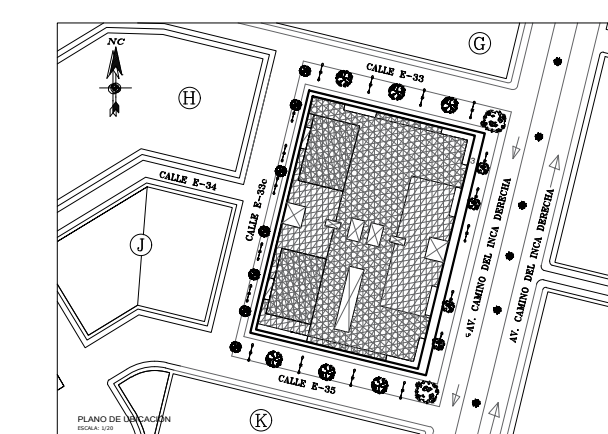 NC
G
CALLE E-33
H
CALLE E-34
CALLE E-33c
J
AV. CAMINO DEL INCA DERECHA
AV. CAMINO DEL INCA DERECHA
CALLE E-35
K
PLANO DE UBICACIÓN
ESCALA: 1/20